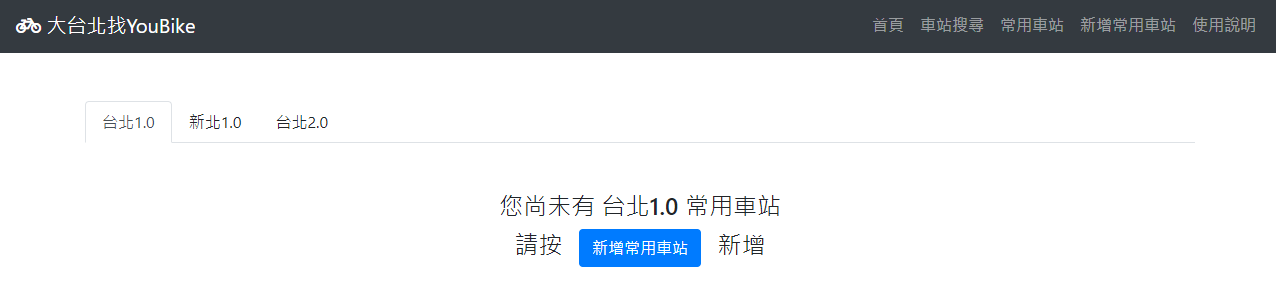 大台北找YouBike
首頁 車站搜尋 常用車站 新增常用車站 使用說明
台北1.0 新北1.0 台北2.0
您尚未有 台北1.0 常用車站
請按 新增常用車站 新增